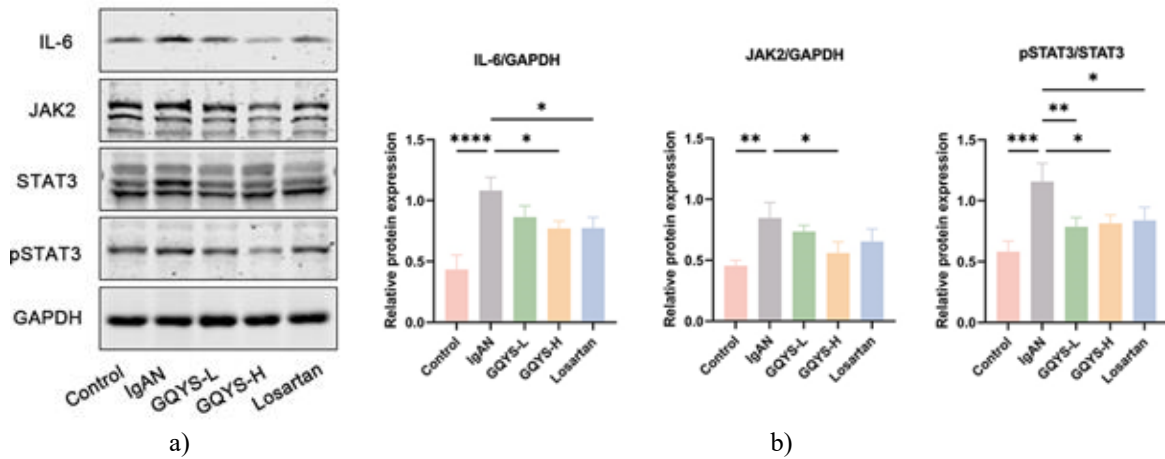 IL-6
JAK2
STAT3
pSTAT3
GAPDH
Control
IgAN
GQYS-L
GQYS-H
Losartan
a)
IL-6/GAPDH
Relative protein expression
1.5
1.0
0.5
0.0
****
*
*
Control
IgAN
GQYS-L
GQYS-H
Losartan
JAK2/GAPDH
Relative protein expression
1.5
1.0
0.5
0.0
**
*
Control
IgAN
GQYS-L
GQYS-H
Losartan
pSTAT3/STAT3
Relative protein expression
1.5
1.0
0.5
0.0
***
**
*
*
Control
IgAN
GQYS-L
GQYS-H
Losartan
b)